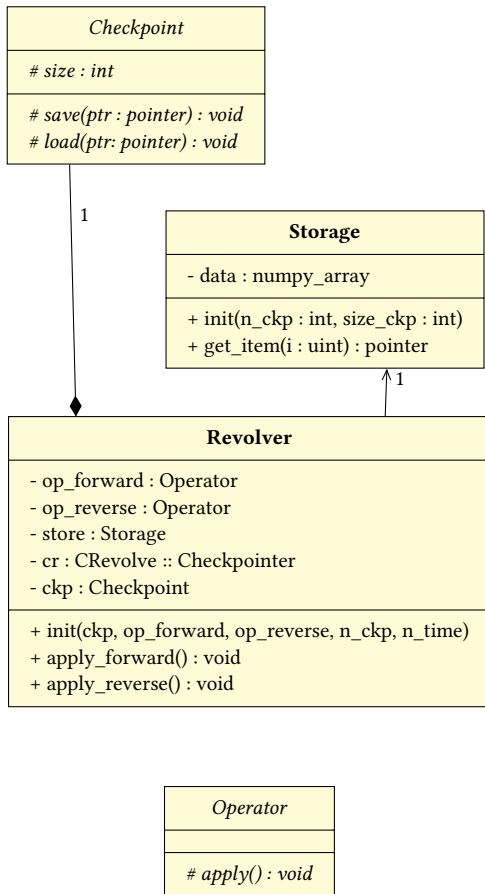 Checkpoint
# size : int
# save(ptr : pointer) : void
# load(ptr: pointer) : void
1
Storage
- data : numpy_array
+ init(n_ckp : int, size_ckp : int)
+ get_item(i : uint) : pointer
1
Revolver
- op_forward : Operator
- op_reverse : Operator
- store : Storage
- cr : CRevolve :: Checkpointer
- ckp : Checkpoint
+ init(ckp, op_forward, op_reverse, n_ckp, n_time)
+ apply_forward() : void
+ apply_reverse() : void
Operator
# apply() : void